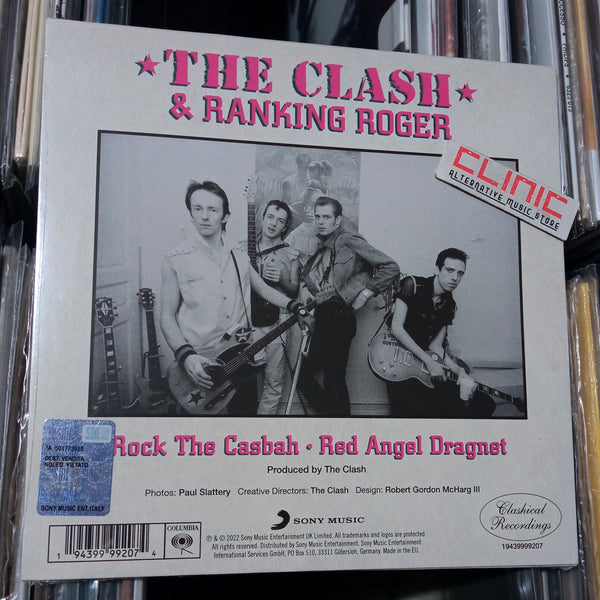 THE CLASH
& RANKING ROGER
CLINIC
ALTERNATIVE MUSIC STORE
Rock The Casbah • Red Angel Dragnet
Produced by The Clash
Photos: Paul Slattery Creative Directors: The Clash Design: Robert Gordon McHarg III
DEST. VENDITA
NOLEG. VIETATO
SONY MUSIC ENT. ITALY
1 94399 99207 4
COLUMBIA
SONY MUSIC
℗ & © 2022 Sony Music Entertainment UK Limited.
All trademarks and logos are protected.
All rights reserved. Distributed by Sony Music Entertainment
International Services GmbH, PO Box 510, 33311 Gütersloh, Germany. Made in the EU.
Clashical
Recordings
19439999207